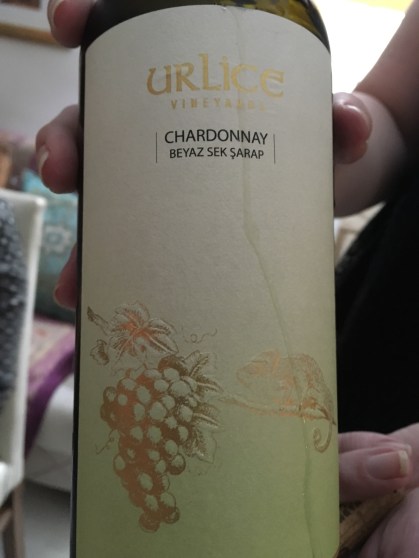 URLICE
VINEYARDS
CHARDONNAY
BEYAZ SEK ŞARAP